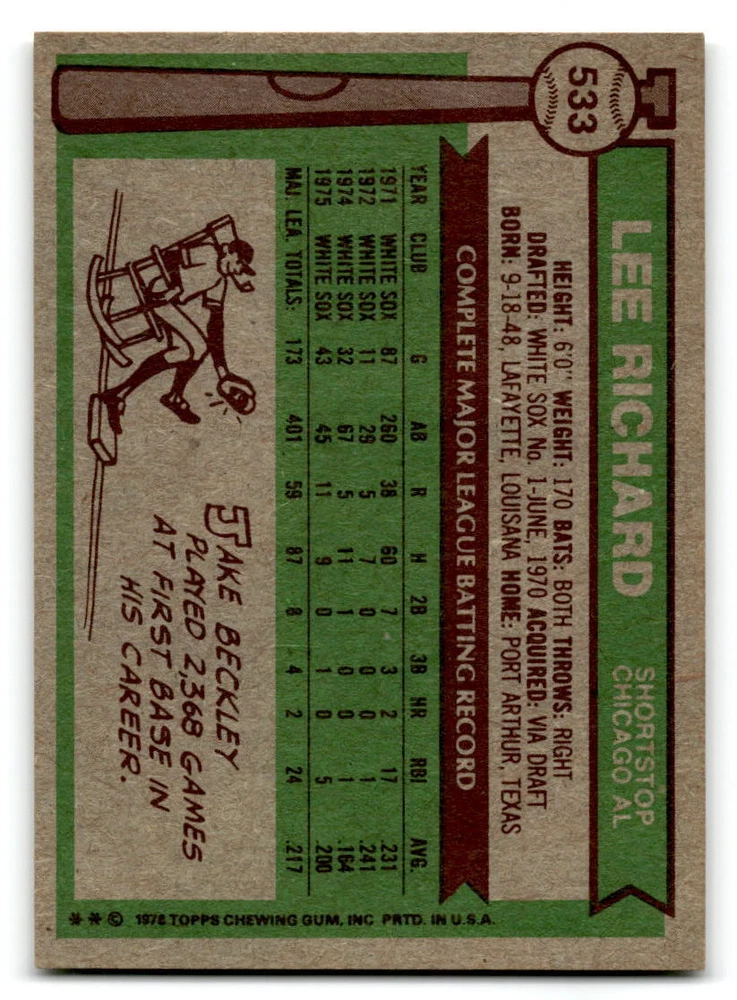 533
LEE RICHARD
SHORTSTOP
CHICAGO AL
HEIGHT: 6'0" WEIGHT: 170 BATS: BOTH THROWS: RIGHT
DRAFTED: WHITE SOX No. 1-JUNE, 1970 ACQUIRED: VIA DRAFT
BORN: 9-18-48, LAFAYETTE, LOUISANA HOME: PORT ARTHUR, TEXAS
COMPLETE MAJOR LEAGUE BATTING RECORD
YEAR CLUB G AB R H 2B 3B HR RBI AVG.
1971 WHITE SOX 87 260 38 60 7 3 2 17 .231
1972 WHITE SOX 11 29 5 7 0 0 0 1 .241
1974 WHITE SOX 32 67 5 11 1 0 0 1 .164
1975 WHITE SOX 43 45 11 9 0 1 0 5 .200
MAJ. LEA. TOTALS: 173 401 59 87 8 4 2 24 .217
JAKE BECKLEY
PLAYED 2,368 GAMES
AT FIRST BASE IN
HIS CAREER.
** © 1976 TOPPS CHEWING GUM, INC PRTD. IN U.S.A.